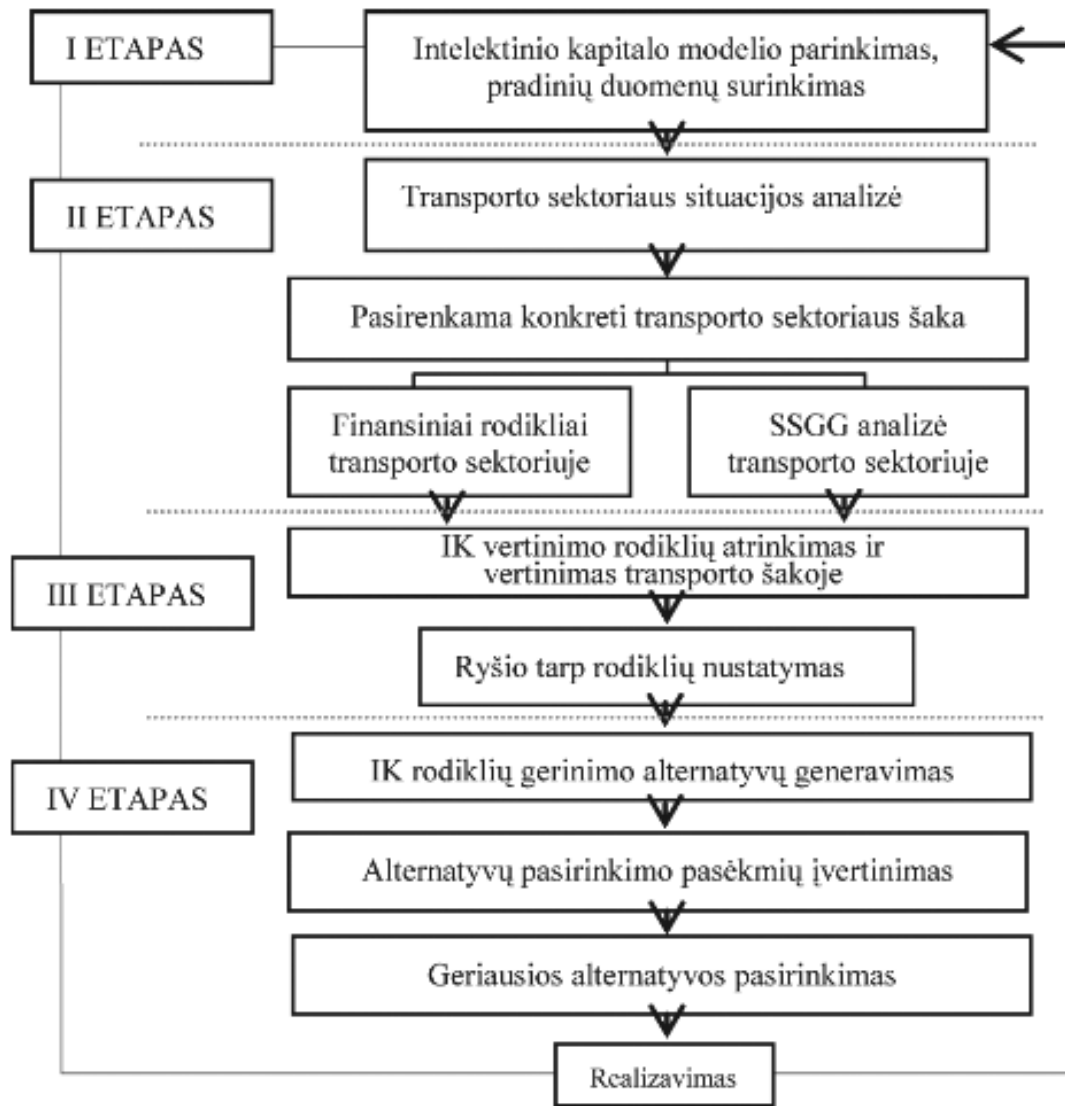 I ETAPAS
Intelektinio kapitalo modelio parinkimas,
pradinių duomenų surinkimas
II ETAPAS
Transporto sektoriaus situacijos analizė
Pasirenkama konkreti transporto sektoriaus šaka
Finansiniai rodikliai
transporto sektoriuje
SSGG analizė
transporto sektoriuje
III ETAPAS
IK vertinimo rodiklių atrinkimas ir
vertinimas transporto šakoje
Ryšio tarp rodiklių nustatymas
IV ETAPAS
IK rodiklių gerinimo alternatyvų generavimas
Alternatyvų pasirinkimo pasėkmių įvertinimas
Geriausios alternatyvos pasirinkimas
Realizavimas